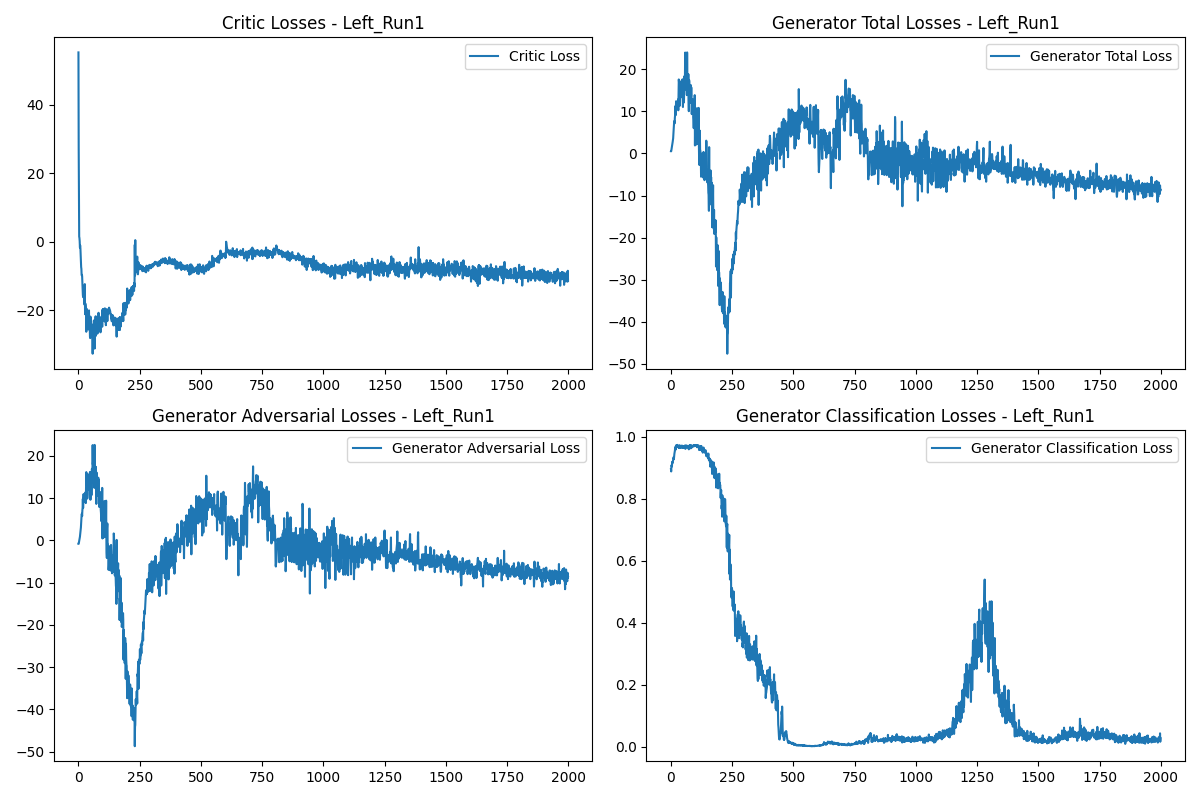 Critic Losses - Left_Run1
Critic Loss
40
20
0
−20
0 250 500 750 1000 1250 1500 1750 2000
Generator Total Losses - Left_Run1
Generator Total Loss
20
10
0
−10
−20
−30
−40
−50
0 250 500 750 1000 1250 1500 1750 2000
Generator Adversarial Losses - Left_Run1
Generator Adversarial Loss
20
10
0
−10
−20
−30
−40
−50
0 250 500 750 1000 1250 1500 1750 2000
Generator Classification Losses - Left_Run1
Generator Classification Loss
1.0
0.8
0.6
0.4
0.2
0.0
0 250 500 750 1000 1250 1500 1750 2000